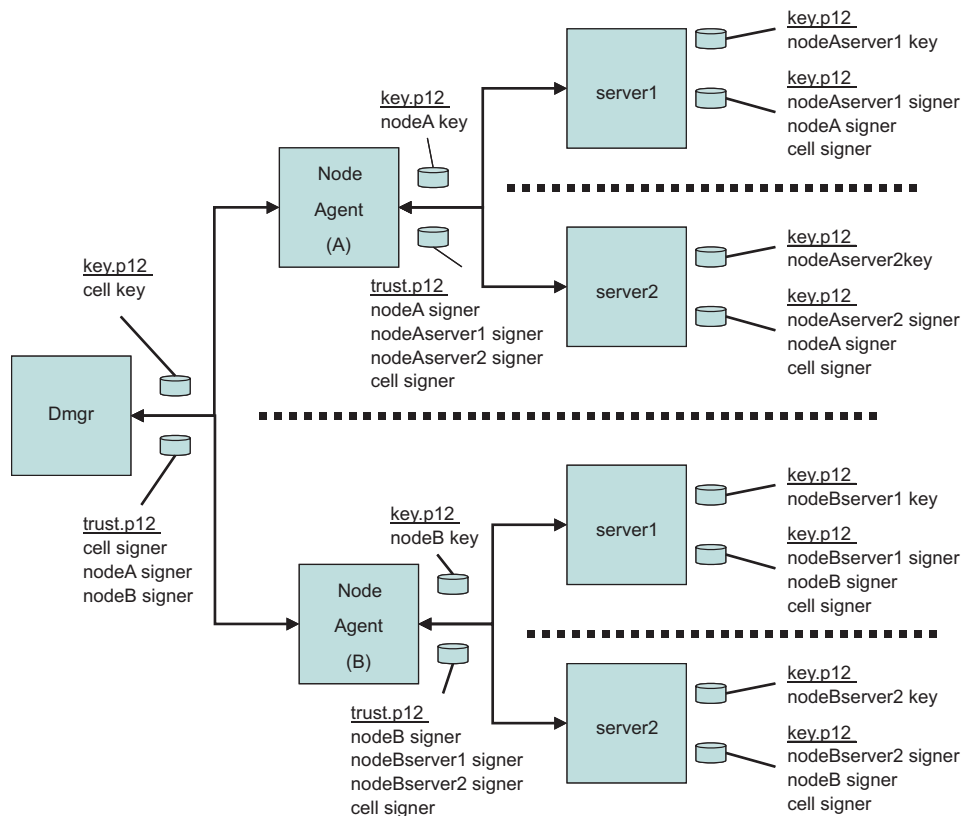 key.p12
nodeAserver1 key
server1
key.p12
nodeAserver1 signer
nodeA signer
cell signer
key.p12
nodeA key
Node
Agent
(A)
key.p12
nodeAserver2key
server2
key.p12
nodeAserver2 signer
nodeA signer
cell signer
trust.p12
nodeA signer
nodeAserver1 signer
nodeAserver2 signer
cell signer
key.p12
cell key
Dmgr
trust.p12
cell signer
nodeA signer
nodeB signer
key.p12
nodeBserver1 key
server1
key.p12
nodeBserver1 signer
nodeB signer
cell signer
key.p12
nodeB key
Node
Agent
(B)
trust.p12
nodeB signer
nodeBserver1 signer
nodeBserver2 signer
cell signer
key.p12
nodeBserver2 key
server2
key.p12
nodeBserver2 signer
nodeB signer
cell signer